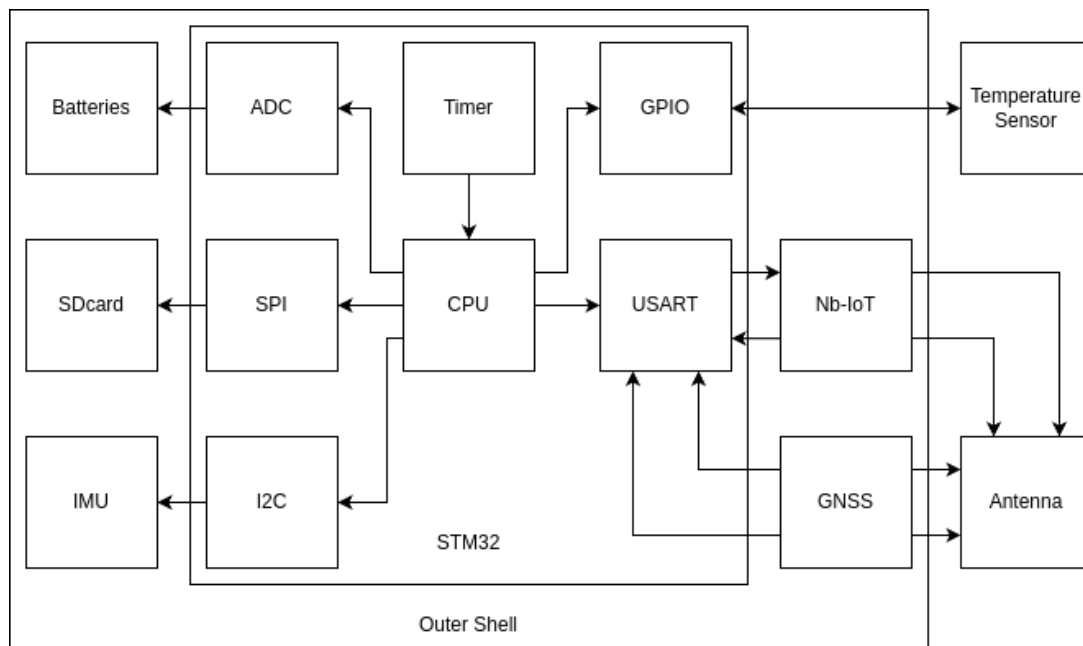 Batteries
ADC
Timer
GPIO
Temperature
Sensor
SDcard
SPI
CPU
USART
Nb-IoT
IMU
I2C
STM32
GNSS
Antenna
Outer Shell